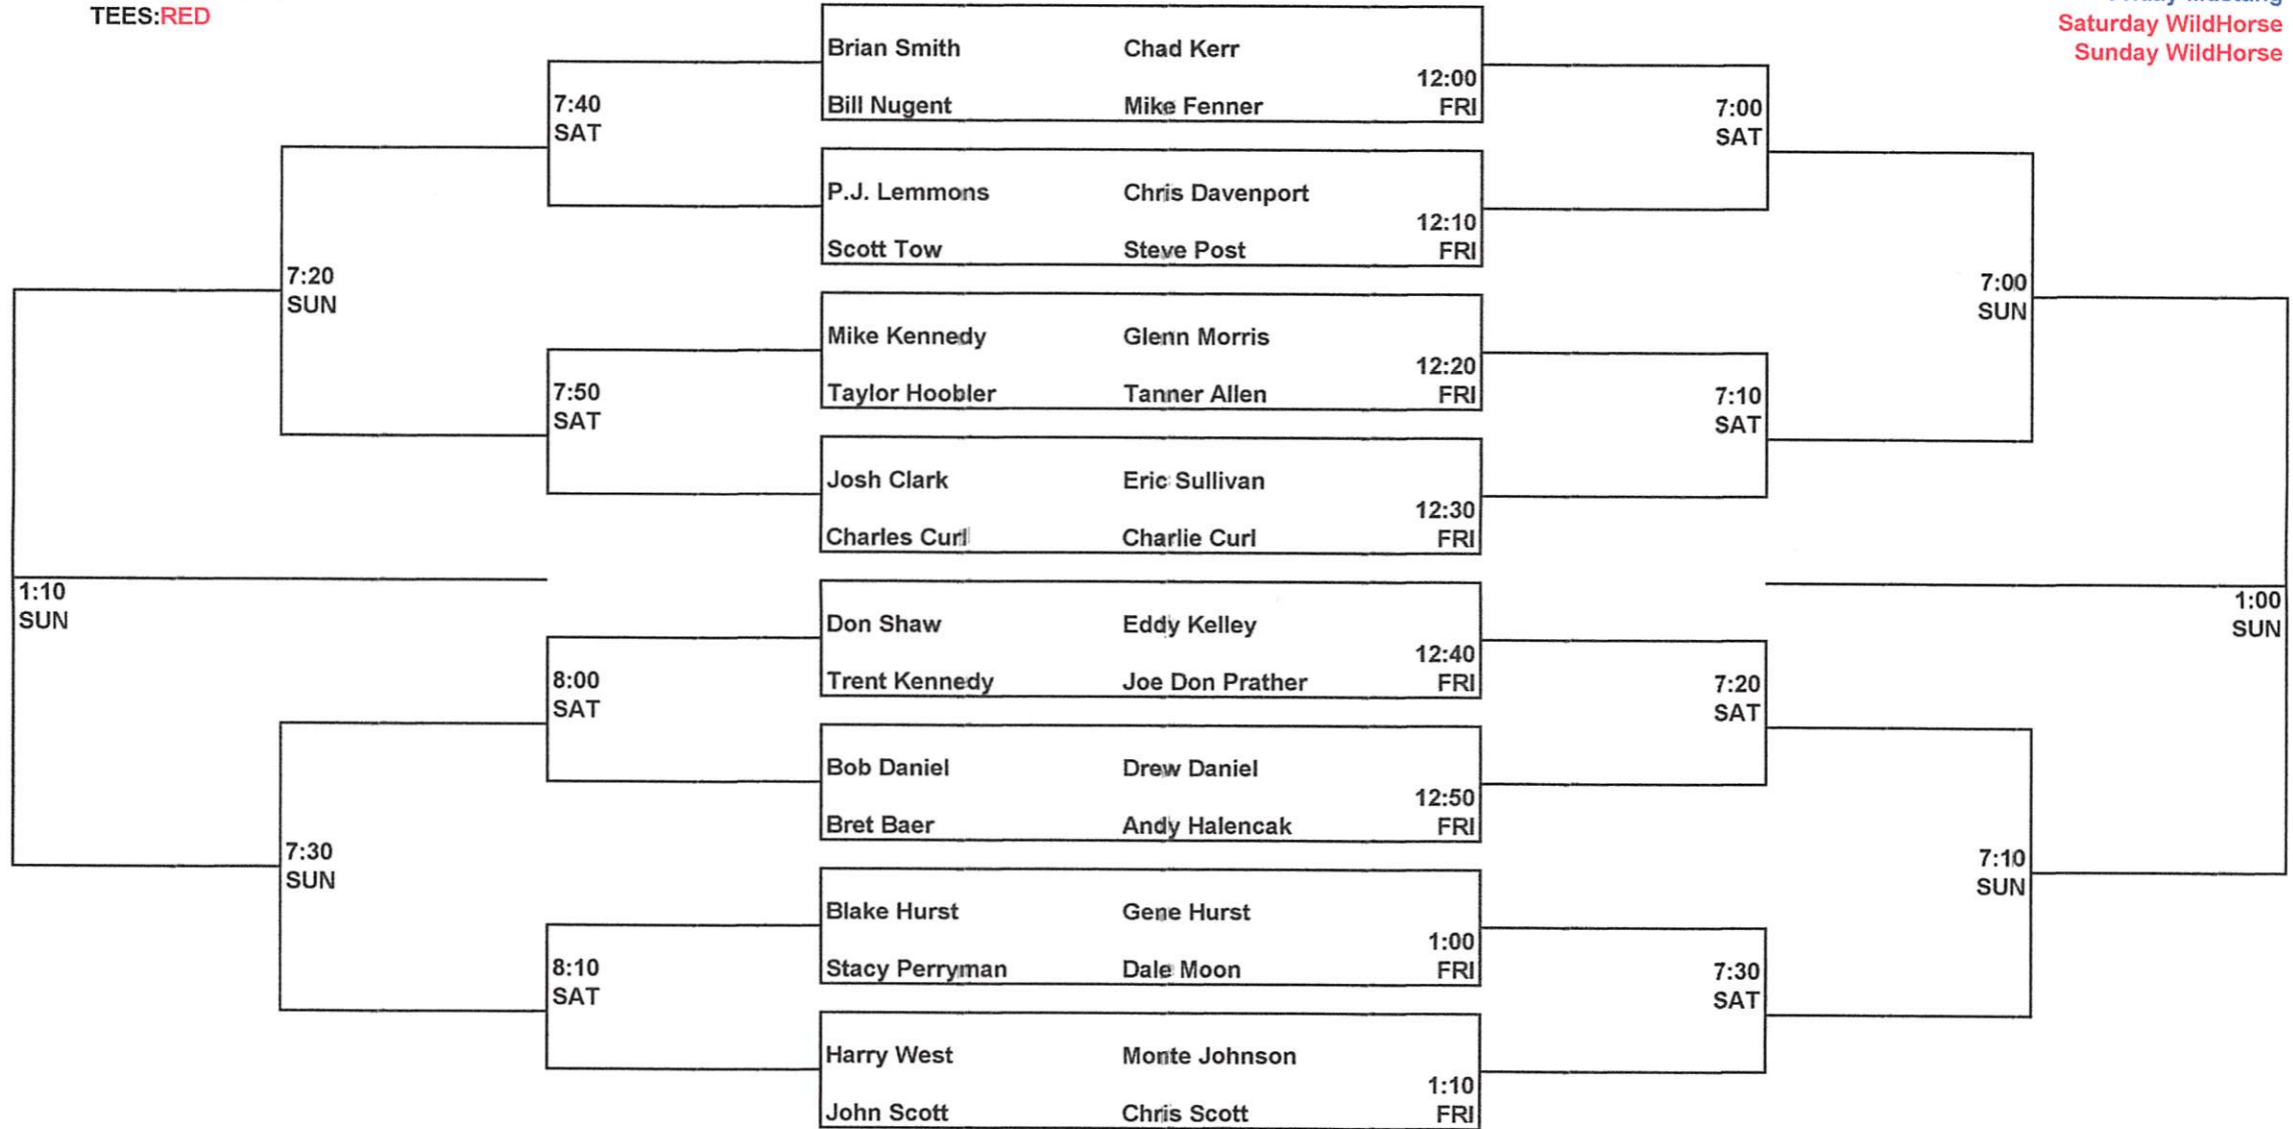 TEES:RED
Saturday WildHorse
Sunday WildHorse
Brian Smith Chad Kerr
12:00
Bill Nugent Mike Fenner FRI
7:40
SAT
7:00
SAT
P.J. Lemmons Chris Davenport
12:10
Scott Tow Steve Post FRI
7:20
SUN
7:00
SUN
Mike Kennedy Glenn Morris
12:20
Taylor Hoobler Tanner Allen FRI
7:50
SAT
7:10
SAT
Josh Clark Eric Sullivan
12:30
Charles Curl Charlie Curl FRI
1:10
SUN
1:00
SUN
Don Shaw Eddy Kelley
12:40
Trent Kennedy Joe Don Prather FRI
8:00
SAT
7:20
SAT
Bob Daniel Drew Daniel
12:50
Bret Baer Andy Halencak FRI
7:30
SUN
7:10
SUN
Blake Hurst Gene Hurst
1:00
Stacy Perryman Dale Moon FRI
8:10
SAT
7:30
SAT
Harry West Monte Johnson
1:10
John Scott Chris Scott FRI